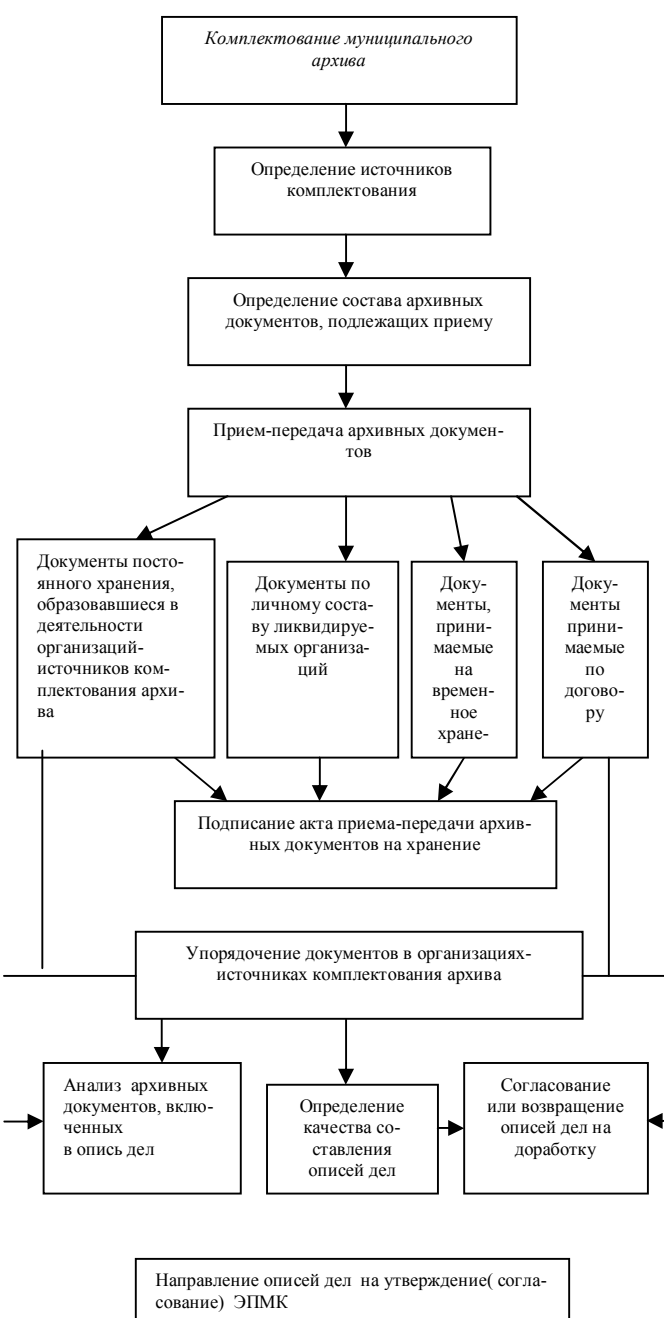 Комплектование муниципального
архива
Определение источников
комплектования
Определение состава архивных
документов, подлежащих приему
Прием-передача архивных докумен-
тов
Документы посто-
янного хранения,
образовавшиеся в
деятельности
организаций-
источников ком-
плектования архи-
ва
Документы по
личному соста-
ву ликвидируе-
мых организа-
ций
Доку-
менты,
прини-
маемые
на
времен-
ное
хране-
Доку-
менты
прини-
маемые
по
догово-
ру
Подписание акта приема-передачи архив-
ных документов на хранение
Упорядочение документов в организациях-
источниках комплектования архива
Анализ архивных
документов, вклю-
ченных
в опись дел
Определение
качества со-
ставления
описей дел
Согласование
или возвращение
описей дел на
доработку
Направление описей дел на утверждение( согла-
сование) ЭПМК